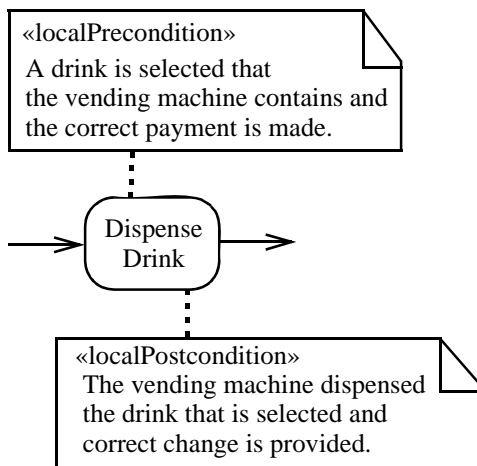 «localPrecondition»
A drink is selected that
the vending machine contains and
the correct payment is made.
Dispense
Drink
«localPostcondition»
The vending machine dispensed
the drink that is selected and
correct change is provided.